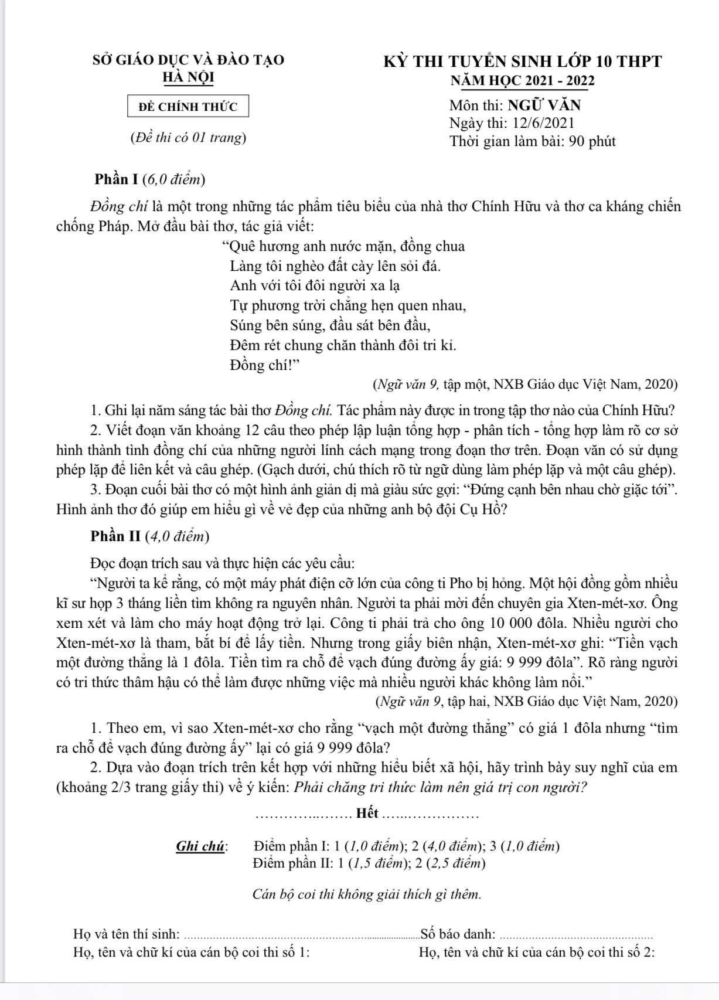 SỞ GIÁO DỤC VÀ ĐÀO TẠO
HÀ NỘI
ĐỀ CHÍNH THỨC
(Đề thi có 01 trang)
KỲ THI TUYỂN SINH LỚP 10 THPT
NĂM HỌC 2021 - 2022
Môn thi: NGỮ VĂN
Ngày thi: 12/6/2021
Thời gian làm bài: 90 phút
Phần I (6,0 điểm)
Đồng chí là một trong những tác phẩm tiêu biểu của nhà thơ Chính Hữu và thơ ca kháng chiến
chống Pháp. Mở đầu bài thơ, tác giả viết:
“Quê hương anh nước mặn, đồng chua
Làng tôi nghèo đất cày lên sỏi đá.
Anh với tôi đôi người xa lạ
Tự phương trời chẳng hẹn quen nhau,
Súng bên súng, đầu sát bên đầu,
Đêm rét chung chăn thành đôi tri kỉ.
Đồng chí!”
(Ngữ văn 9, tập một, NXB Giáo dục Việt Nam, 2020)
1. Ghi lại năm sáng tác bài thơ Đồng chí. Tác phẩm này được in trong tập thơ nào của Chính Hữu?
2. Viết đoạn văn khoảng 12 câu theo phép lập luận tổng hợp - phân tích - tổng hợp làm rõ cơ sở
hình thành tình đồng chí của những người lính cách mạng trong đoạn thơ trên. Đoạn văn có sử dụng
phép lặp để liên kết và câu ghép. (Gạch dưới, chú thích rõ từ ngữ dùng làm phép lặp và một câu ghép).
3. Đoạn cuối bài thơ có một hình ảnh giản dị mà giàu sức gợi: “Đứng cạnh bên nhau chờ giặc tới”.
Hình ảnh thơ đó giúp em hiểu gì về vẻ đẹp của những anh bộ đội Cụ Hồ?
Phần II (4,0 điểm)
Đọc đoạn trích sau và thực hiện các yêu cầu:
“Người ta kể rằng, có một máy phát điện cỡ lớn của công ti Pho bị hỏng. Một hội đồng gồm nhiều
kĩ sư họp 3 tháng liền tìm không ra nguyên nhân. Người ta phải mời đến chuyên gia Xten-mét-xơ. Ông
xem xét và làm cho máy hoạt động trở lại. Công ti phải trả cho ông 10 000 đôla. Nhiều người cho
Xten-mét-xơ là tham, bắt bí để lấy tiền. Nhưng trong giấy biên nhận, Xten-mét-xơ ghi: “Tiền vạch
một đường thẳng là 1 đôla. Tiền tìm ra chỗ để vạch đúng đường ấy giá: 9 999 đôla”. Rõ ràng người
có tri thức thâm hậu có thể làm được những việc mà nhiều người khác không làm nổi.”
(Ngữ văn 9, tập hai, NXB Giáo dục Việt Nam, 2020)
1. Theo em, vì sao Xten-mét-xơ cho rằng “vạch một đường thẳng” có giá 1 đôla nhưng “tìm
ra chỗ để vạch đúng đường ấy” lại có giá 9 999 đôla?
2. Dựa vào đoạn trích trên kết hợp với những hiểu biết xã hội, hãy trình bày suy nghĩ của em
(khoảng 2/3 trang giấy thi) về ý kiến: Phải chăng tri thức làm nên giá trị con người?
........................ Hết ........................
Ghi chú: Điểm phần I: 1 (1,0 điểm); 2 (4,0 điểm); 3 (1,0 điểm)
Điểm phần II: 1 (1,5 điểm); 2 (2,5 điểm)
Cán bộ coi thi không giải thích gì thêm.
Họ và tên thí sinh: ........................ Số báo danh: ........................
Họ, tên và chữ kí của cán bộ coi thi số 1: Họ, tên và chữ kí của cán bộ coi thi số 2: